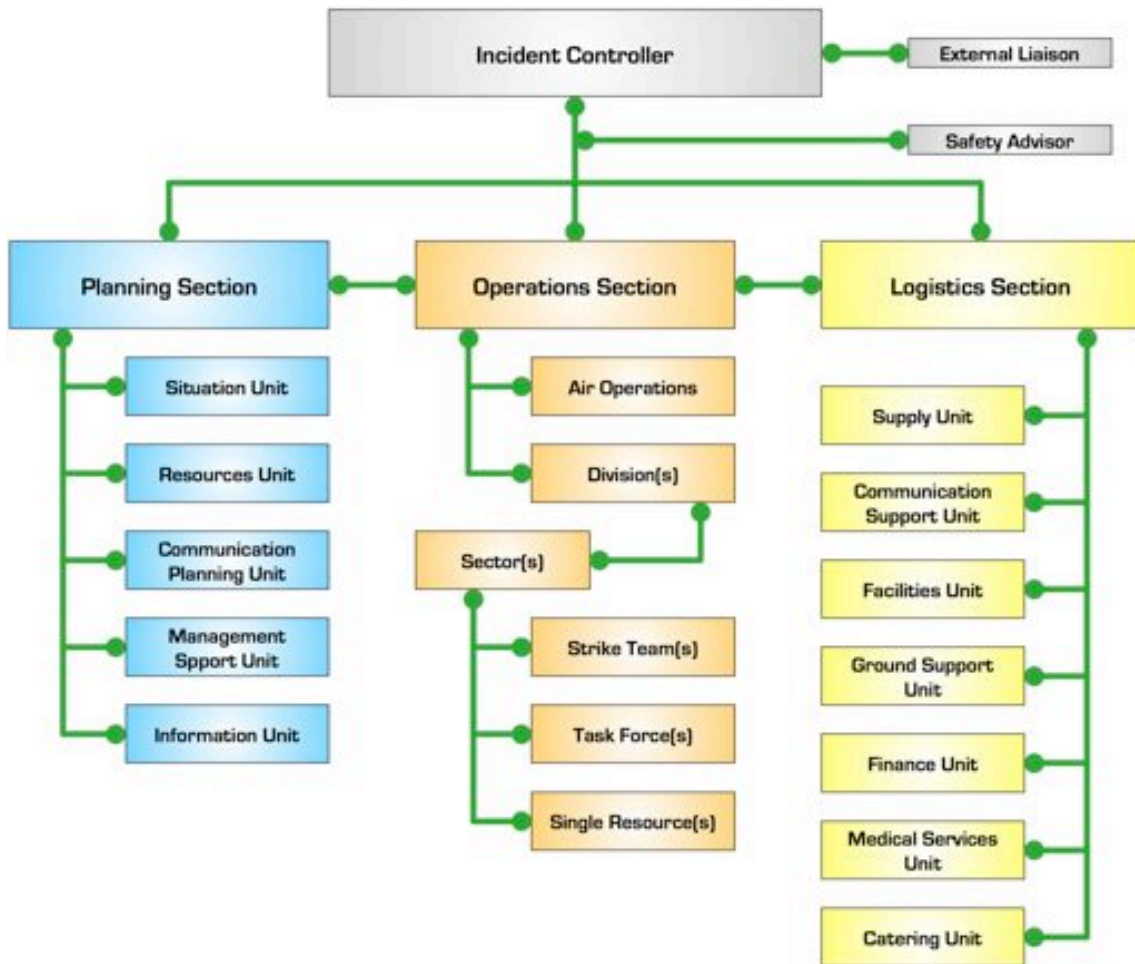 Incident Controller
External Liaison
Safety Advisor
Planning Section
Operations Section
Logistics Section
Situation Unit
Resources Unit
Communication
Planning Unit
Management
Spport Unit
Information Unit
Air Operations
Division(s)
Sector(s)
Strike Team(s)
Task Force(s)
Single Resource(s)
Supply Unit
Communication
Support Unit
Facilities Unit
Ground Support
Unit
Finance Unit
Medical Services
Unit
Catering Unit